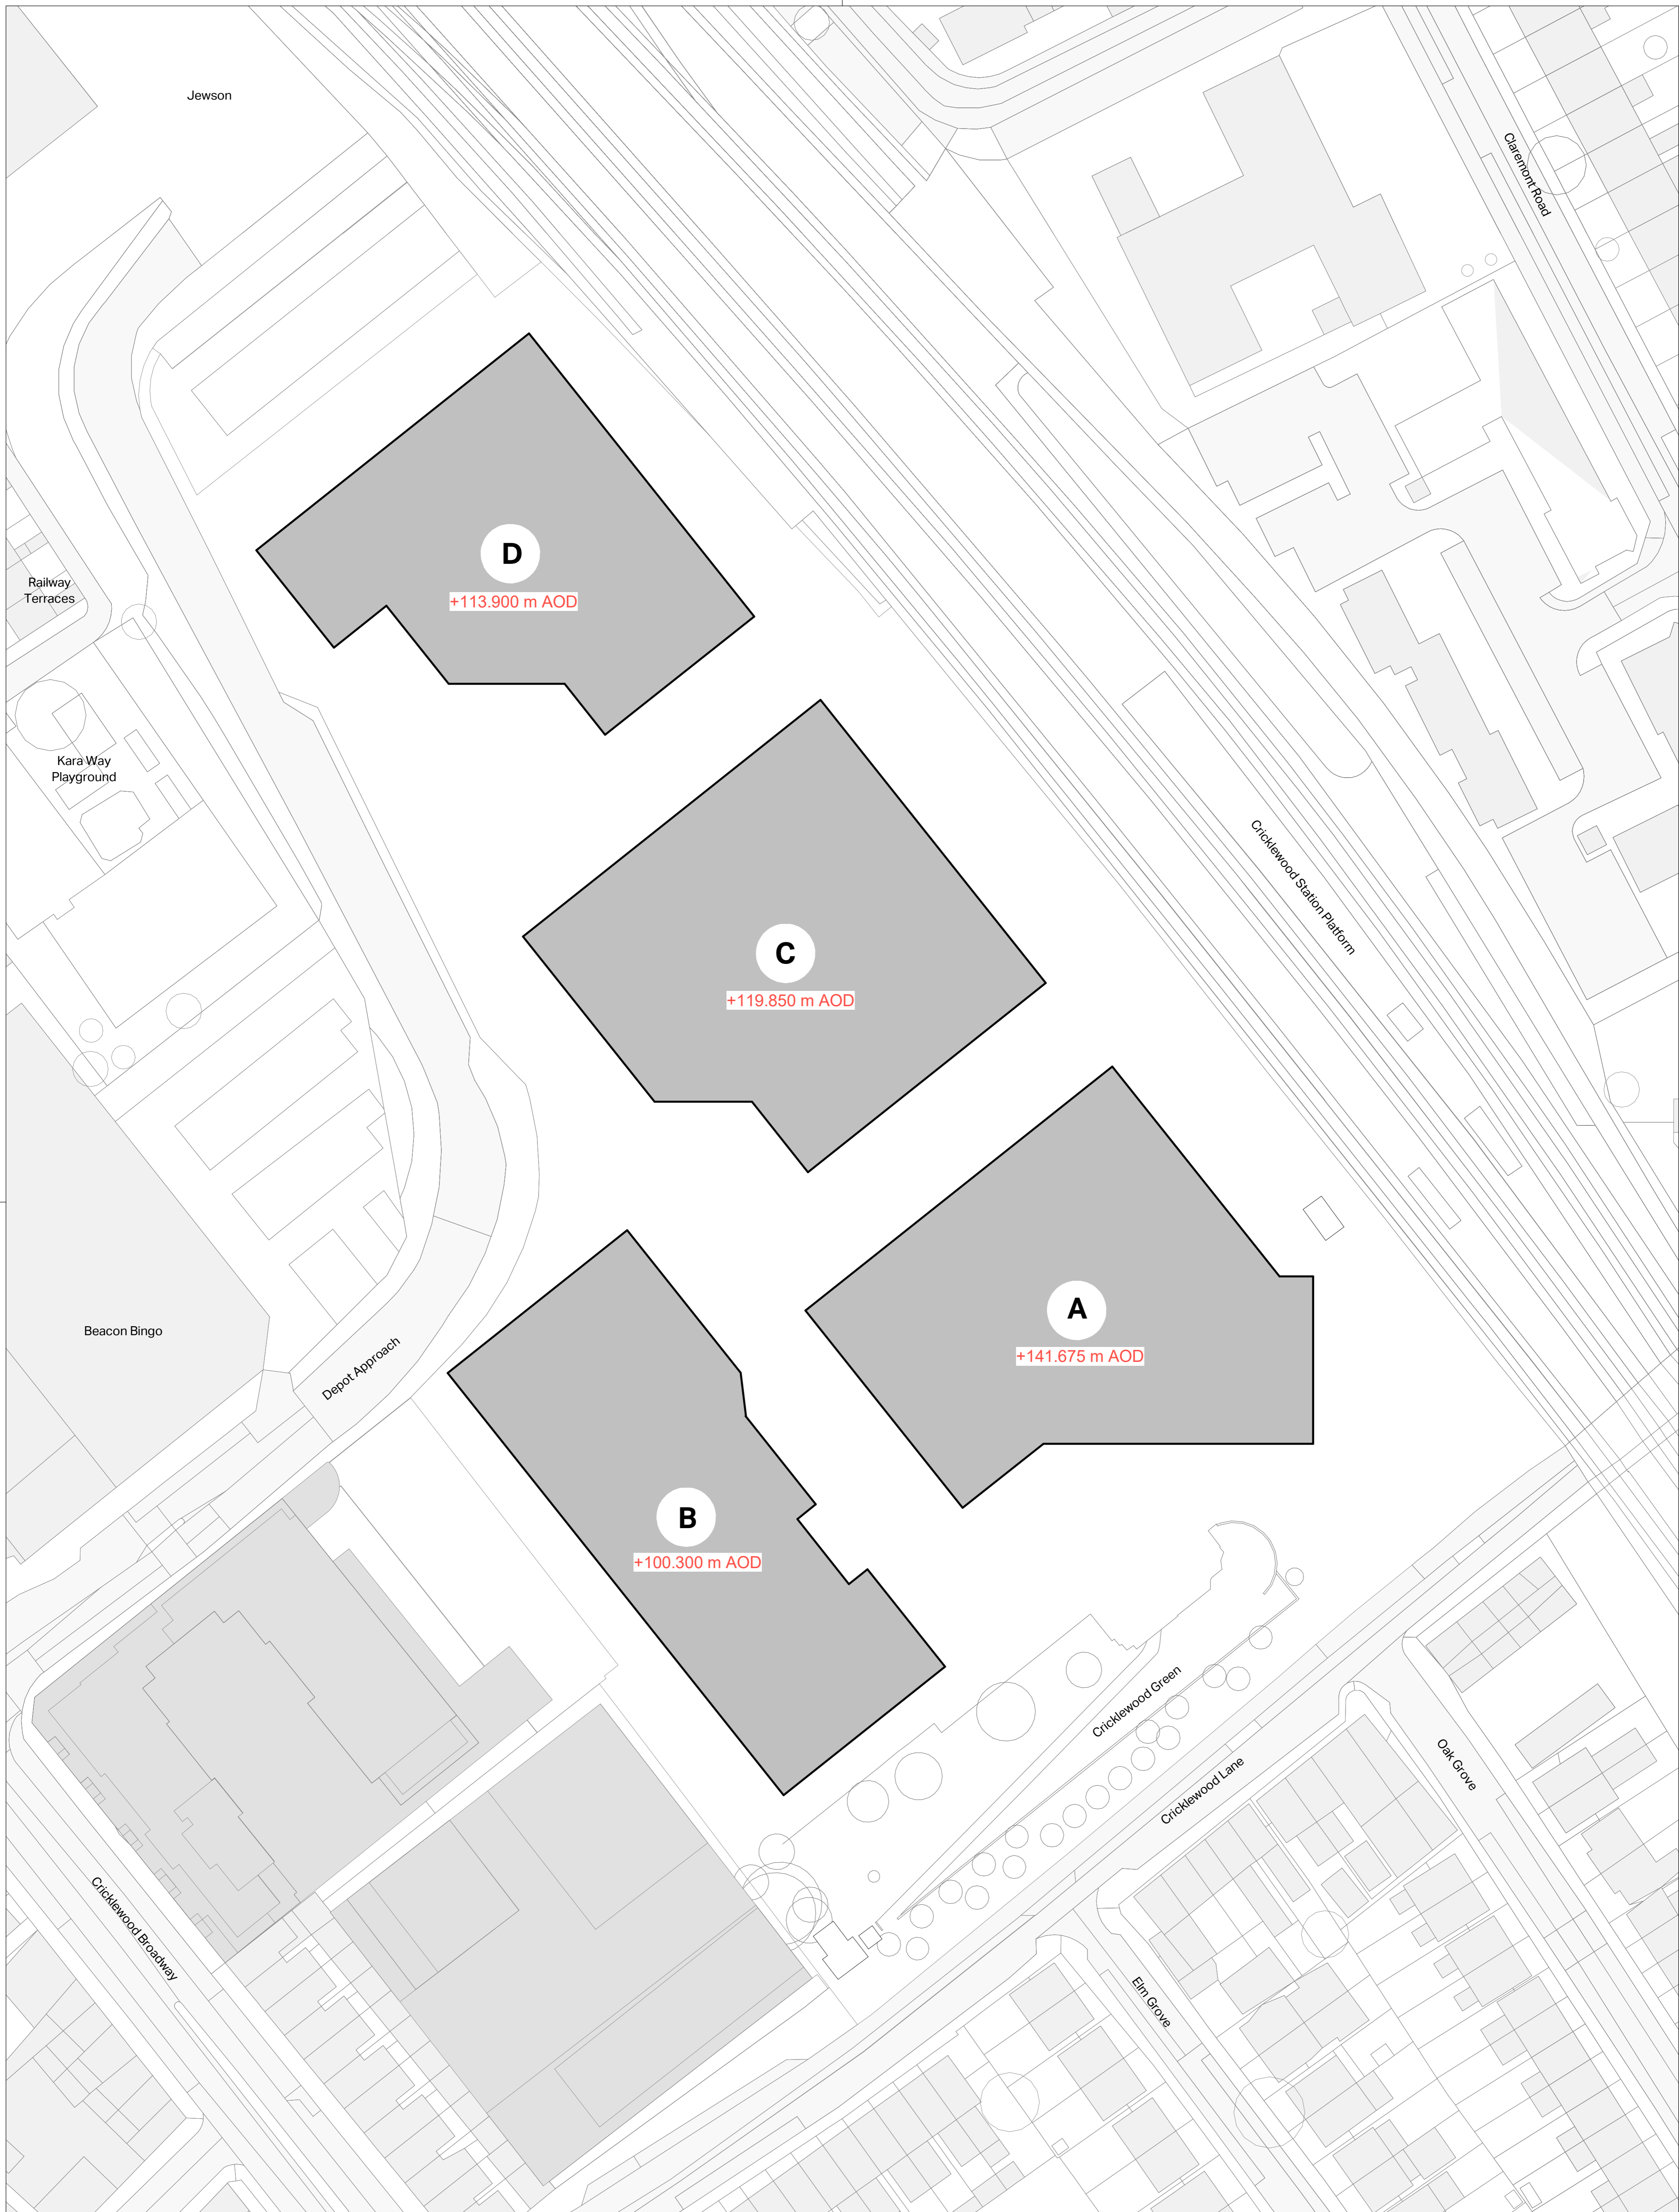 Jewson
Claremont Road
D
+113.900 m AOD
Railway
Terraces
Kara Way
Playground
Cricklewood Station Platform
C
+119.850 m AOD
A
+141.675 m AOD
Beacon Bingo
Depot Approach
B
+100.300 m AOD
Cricklewood Green
Cricklewood Lane
Oak Grove
Cricklewood Broadway
Elm Grove